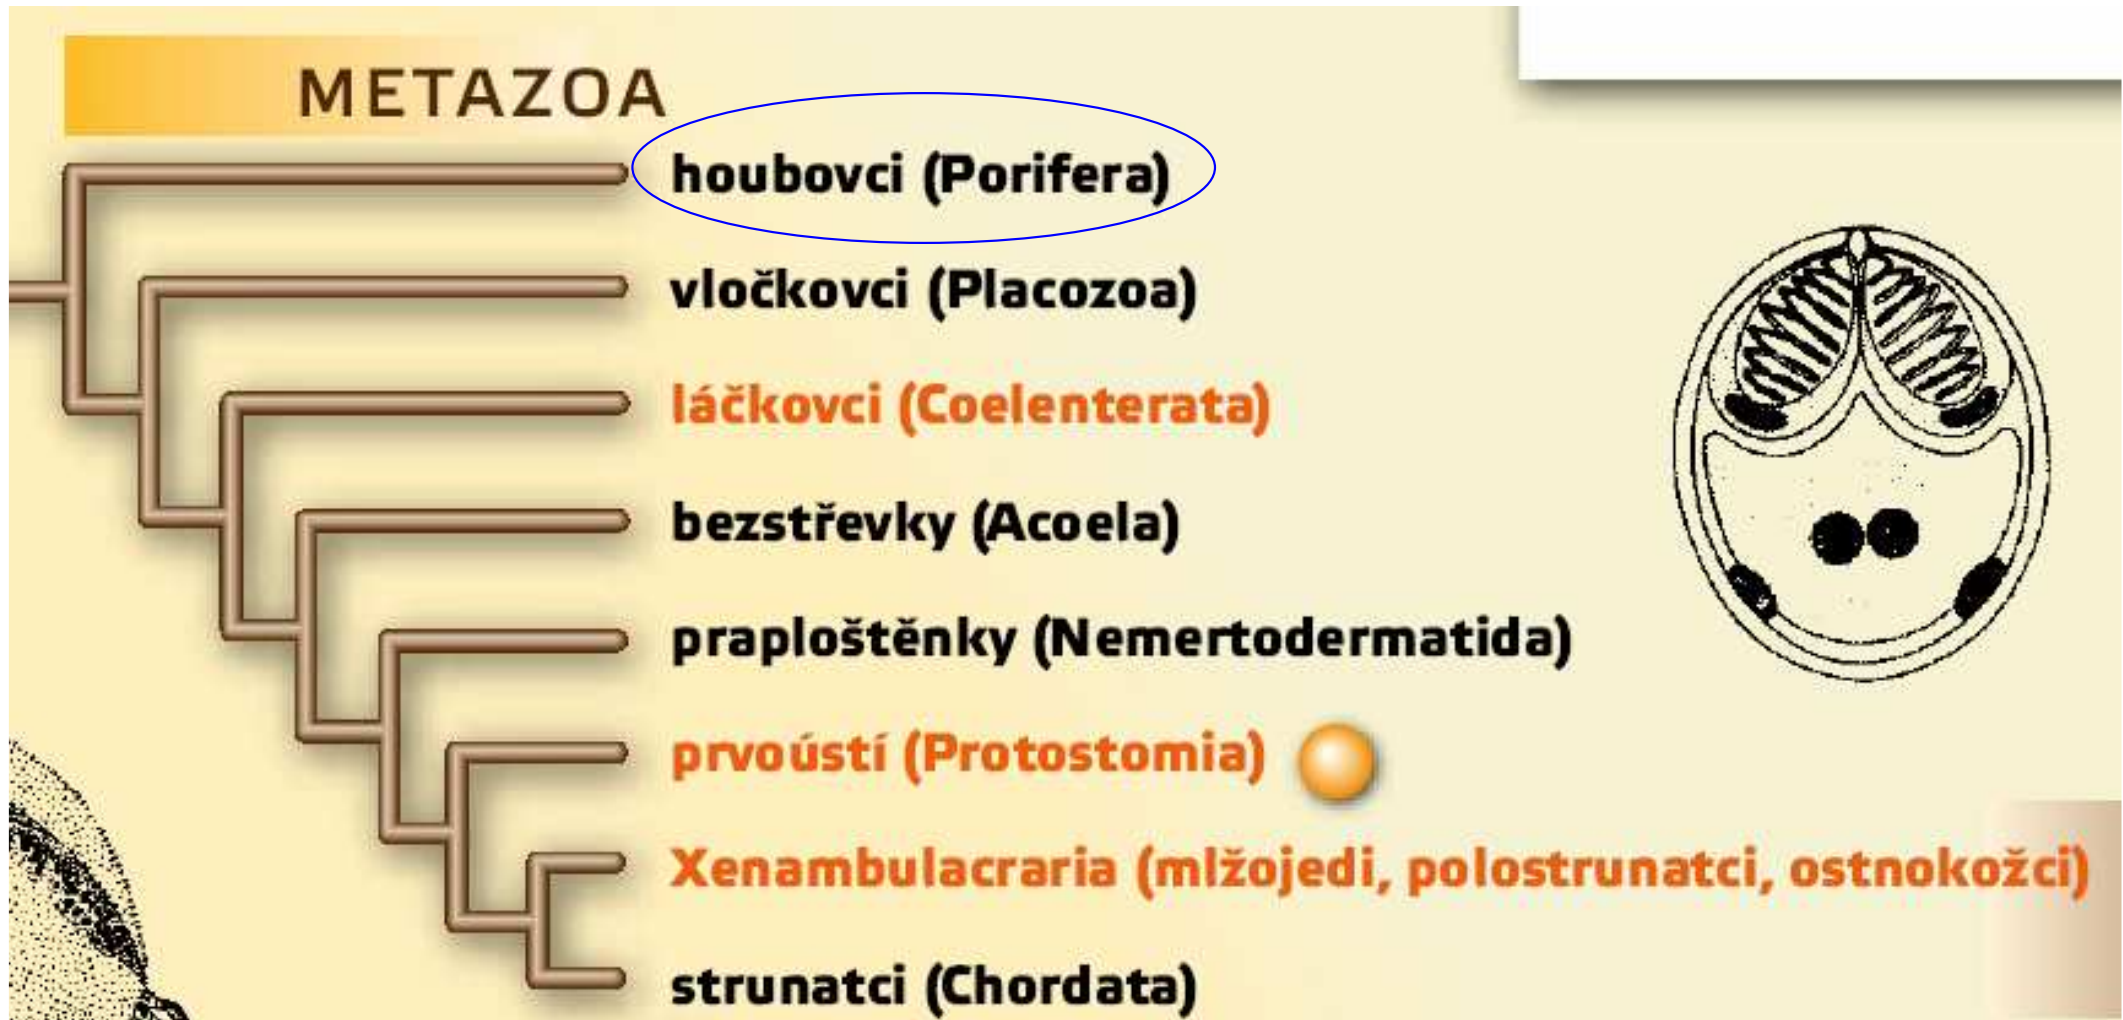 METAZOA
houbovci (Porifera)
vločkovci (Placozoa)
láčkovci (Coelenterata)
bezstřevky (Acoela)
praploštěnky (Nemertodermatida)
prvoústí (Protostomia)
Xenambulacraria (mlžojedi, polostrunatci, ostnokožci)
strunatci (Chordata)